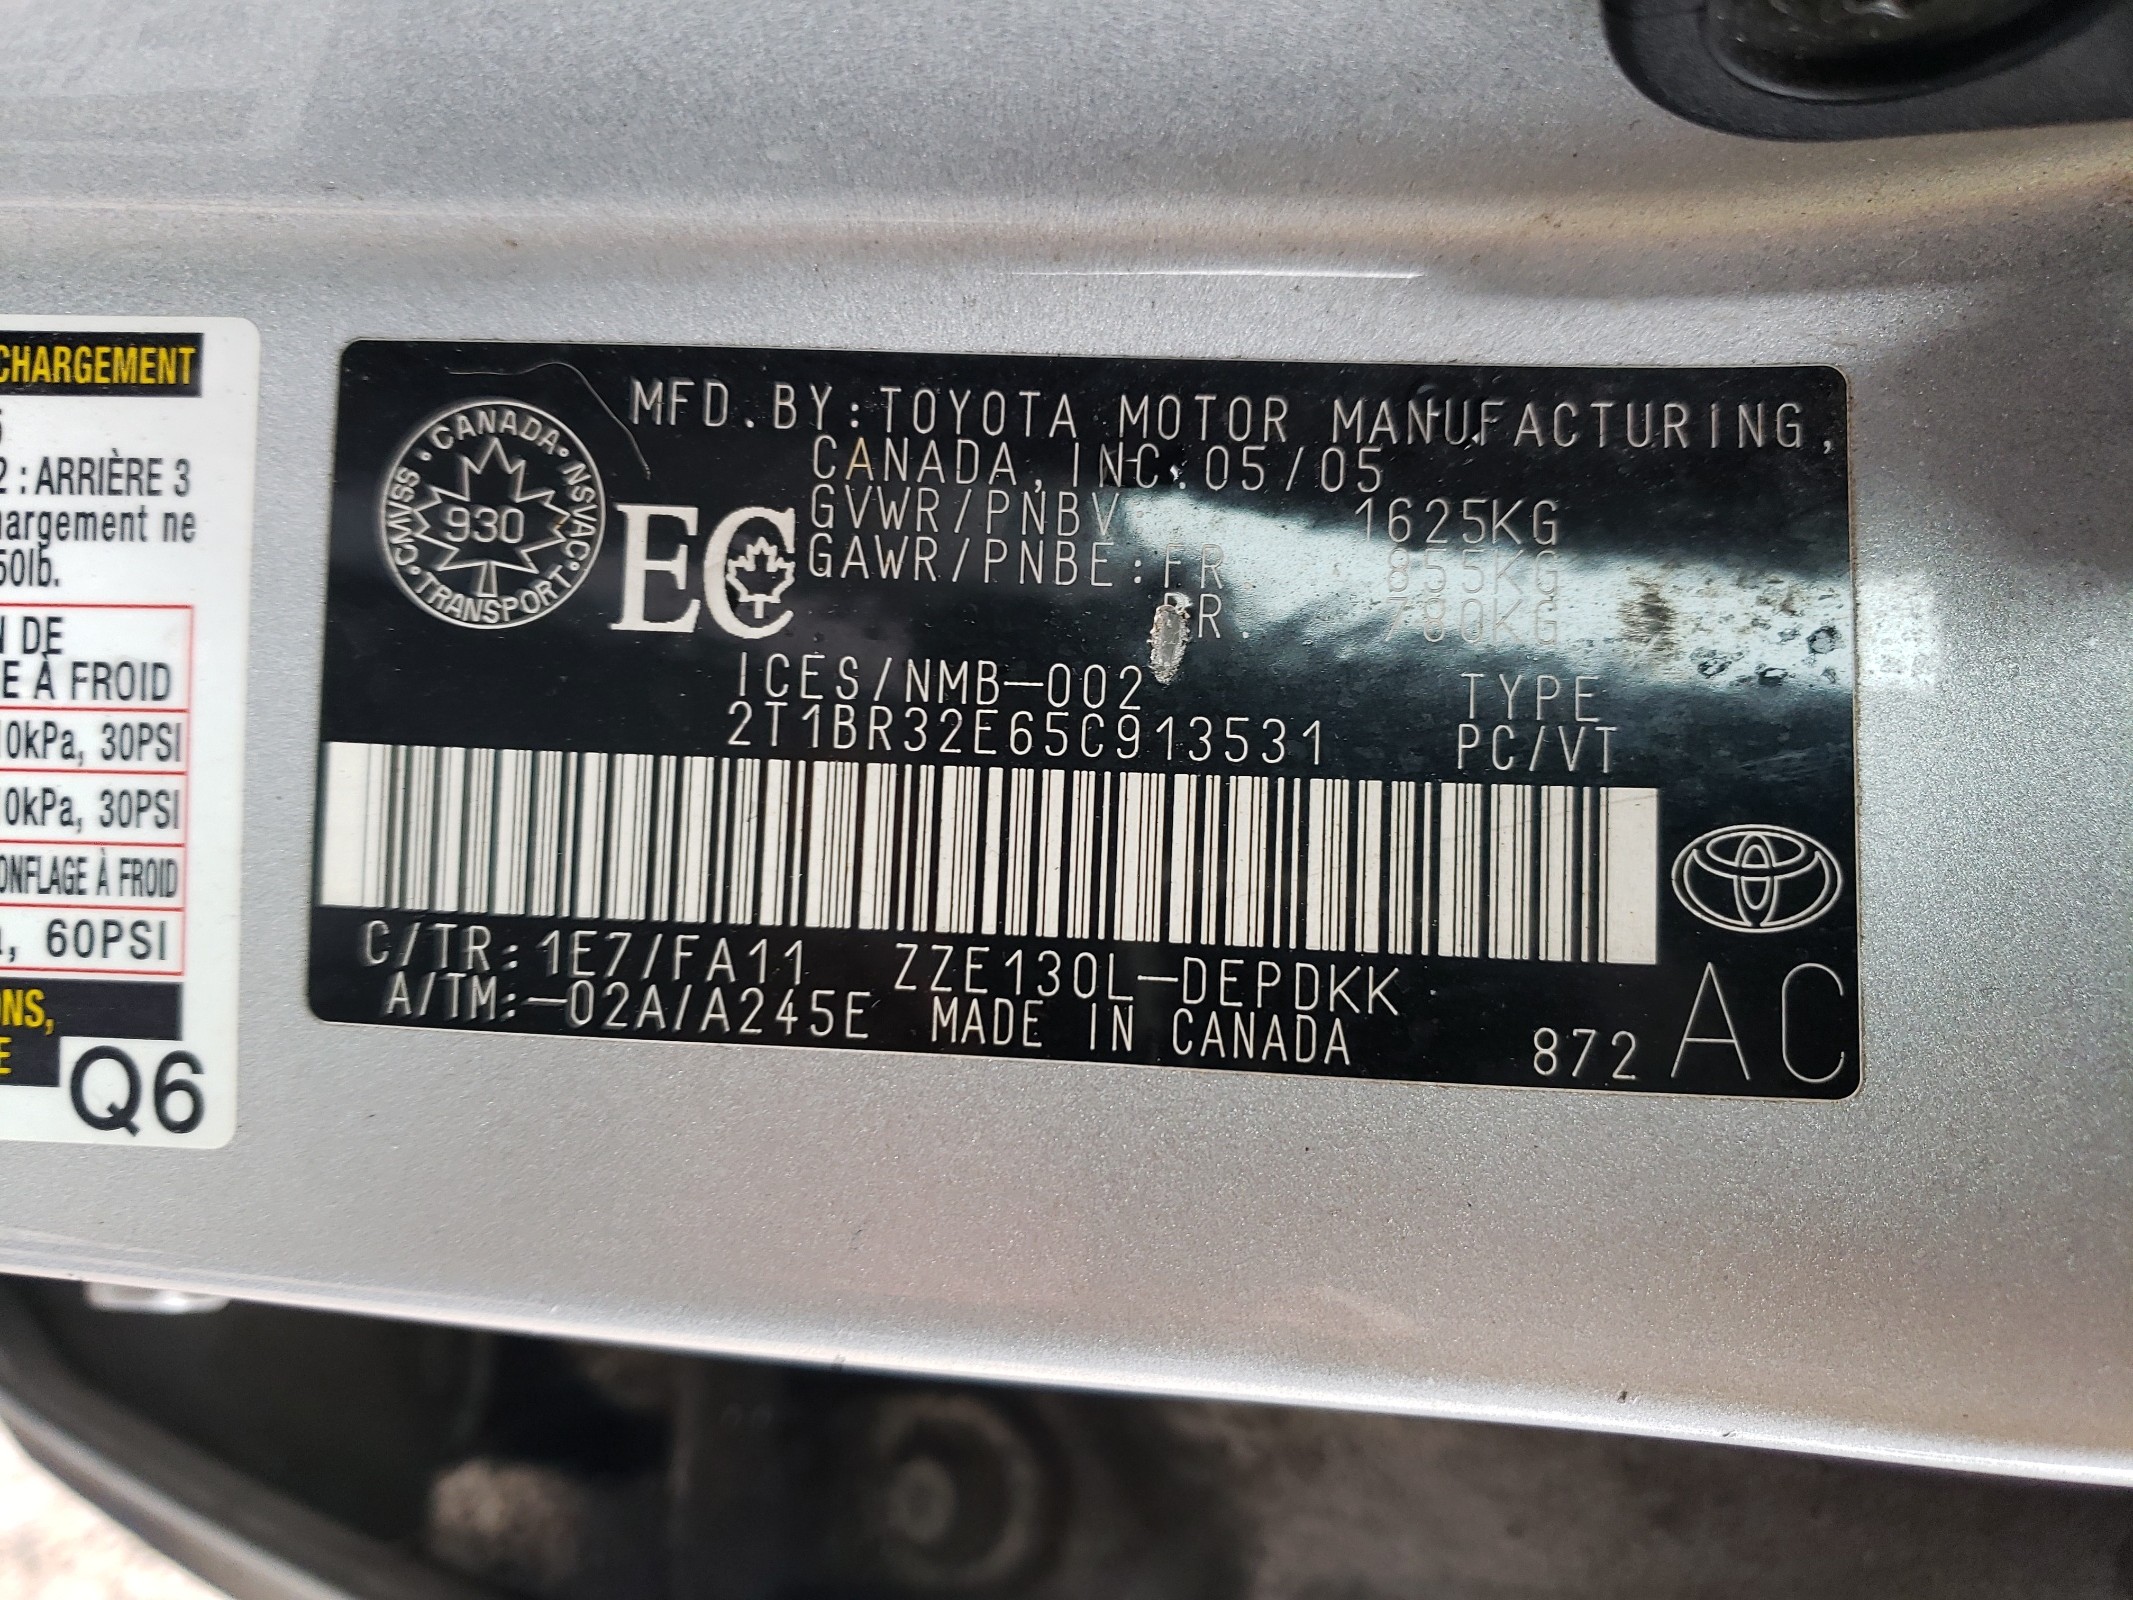 CHARGEMENT
5
2 : ARRIÈRE 3
hargement ne
50lb.
N DE
E À FROID
0kPa, 30PSI
0kPa, 30PSI
ONFLAGE À FROID
, 60PSI
ONS,
E
Q6
CANADA • NSVAC • TRANSPORT • CMVSS •
930
EC
MFD.BY:TOYOTA MOTOR MANUFACTURING,
CANADA, INC. 05/05
GVWR/PNBV 1625KG
GAWR/PNBE:FR 855KG
RR. 780KG
ICES/NMB-002 TYPE
2T1BR32E65C913531 PC/VT
C/TR: 1E7/FA11 ZZE130L-DEPDKK
A/TM:-02A/A245E MADE IN CANADA 872 AC